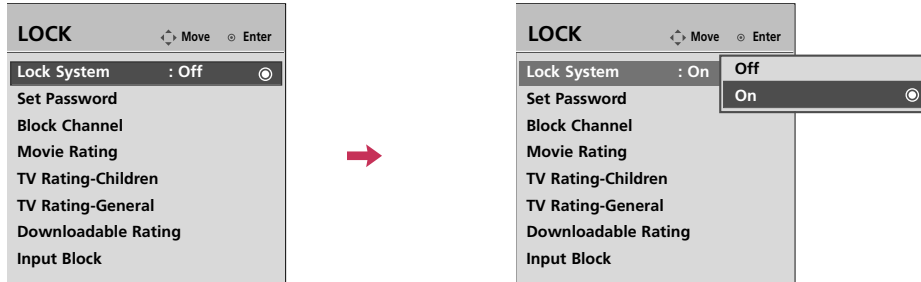 LOCK
Move
Enter
Lock System : Off
Set Password
Block Channel
Movie Rating
TV Rating-Children
TV Rating-General
Downloadable Rating
Input Block
LOCK
Move
Enter
Lock System : On
Off
On
Set Password
Block Channel
Movie Rating
TV Rating-Children
TV Rating-General
Downloadable Rating
Input Block